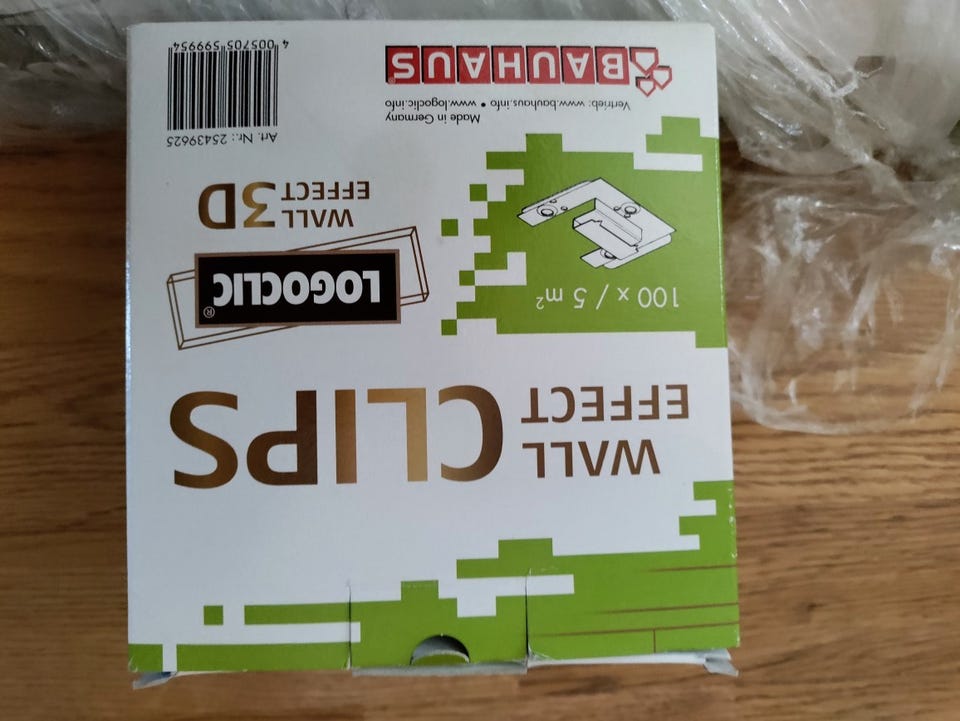 WALL
EFFECT CLIPS
100 x / 5 m²
LOGOCLIC®
WALL
EFFECT 3D
Art. Nr.: 25439625
4 005705 599954
Made in Germany
Vertrieb: www.bauhaus.info • www.logoclic.info
BAUHAUS®